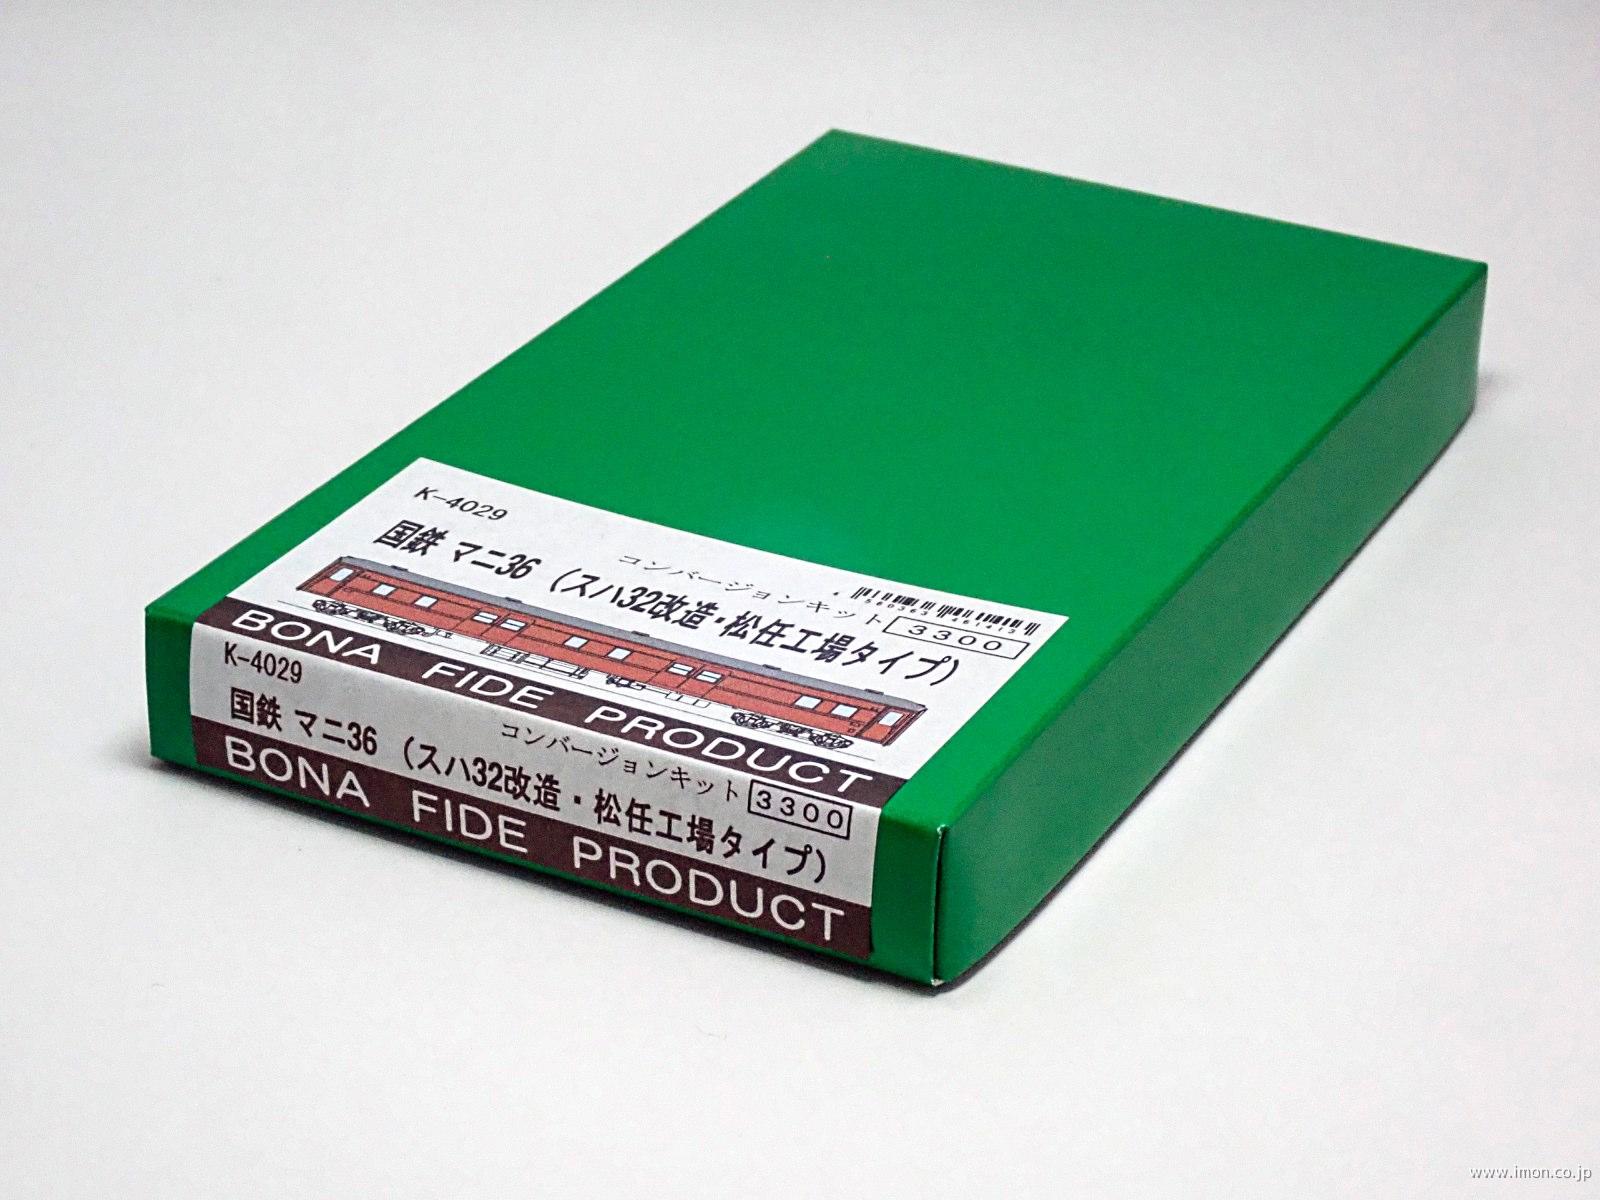 K-4029
コンバージョンキット
4 560363 461413
国鉄 マニ36 (スハ32改造・松任工場タイプ)
3300
BONA FIDE PRODUCT
K-4029
コンバージョンキット
3300
国鉄 マニ36 (スハ32改造・松任工場タイプ)
BONA FIDE PRODUCT
www.imon.co.jp